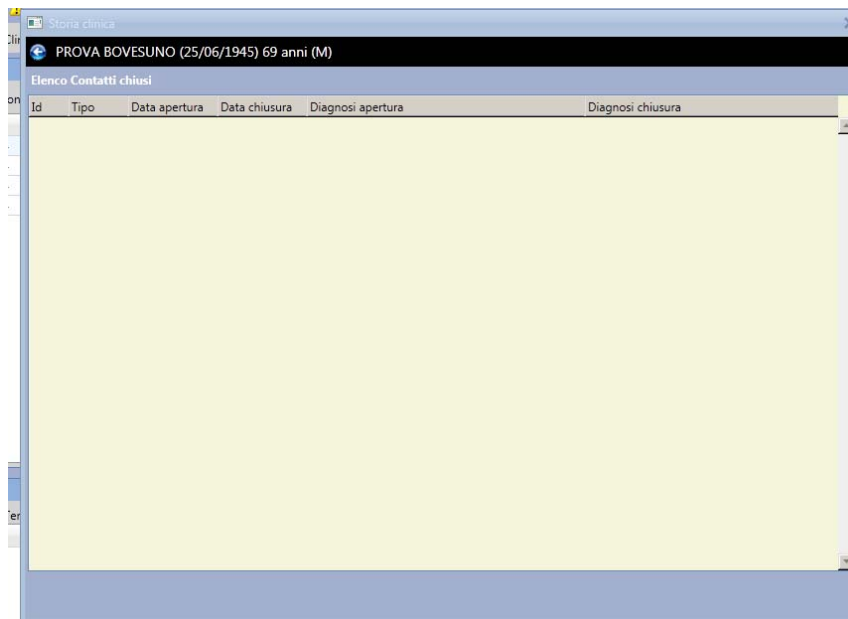 Storia clinica
PROVA BOVESUNO (25/06/1945) 69 anni (M)
Elenco Contatti chiusi
Id Tipo Data apertura Data chiusura Diagnosi apertura Diagnosi chiusura